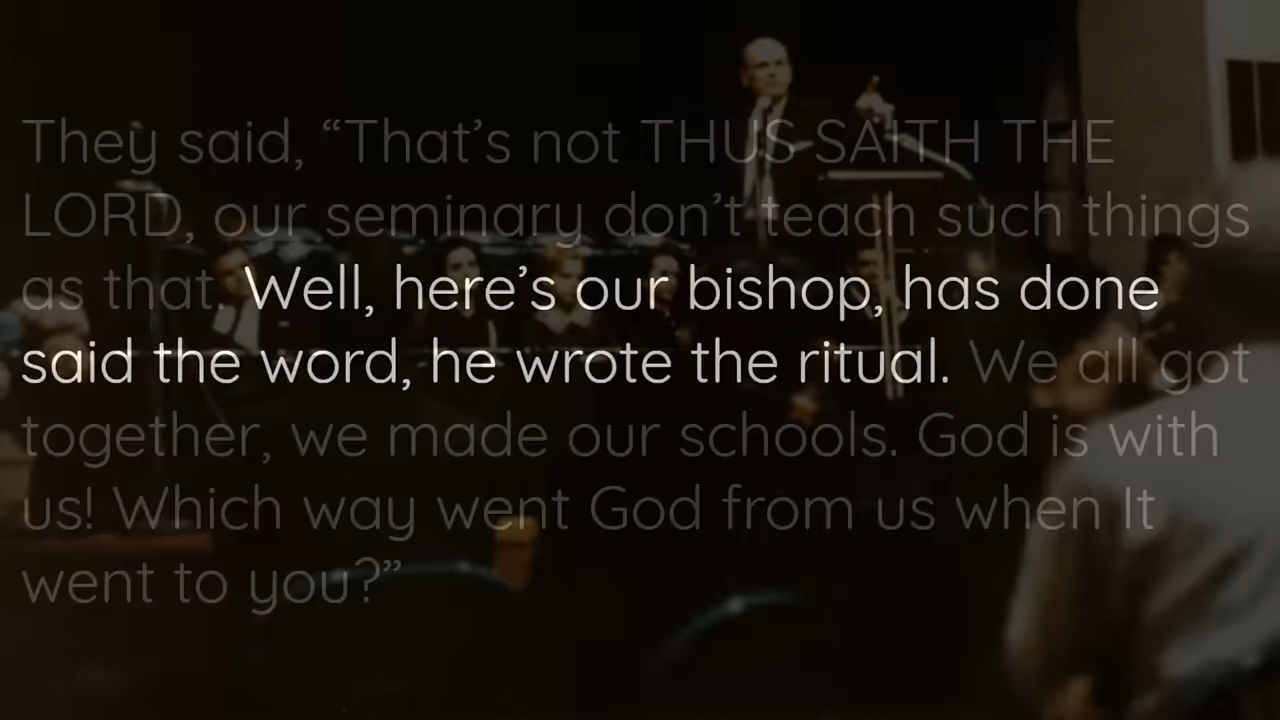 They said, “That’s not THUS SAITH THE
LORD, our seminary don’t teach such things
as that. Well, here’s our bishop, has done
said the word, he wrote the ritual. We all got
together, we made our schools. God is with
us! Which way went God from us when It
went to you?”